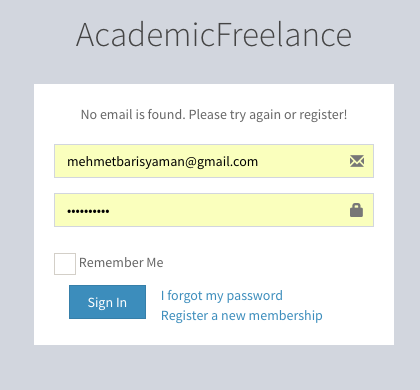 AcademicFreelance
No email is found. Please try again or register!
mehmetbarisyaman@gmail.com
••••••••••
Remember Me
Sign In
I forgot my password
Register a new membership